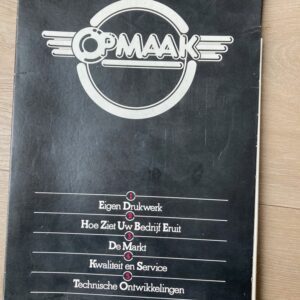 OPMAAK
Eigen Drukwerk
Hoe Ziet Uw Bedrijf Eruit
De Markt
Kwaliteit en Service
Technische Ontwikkelingen